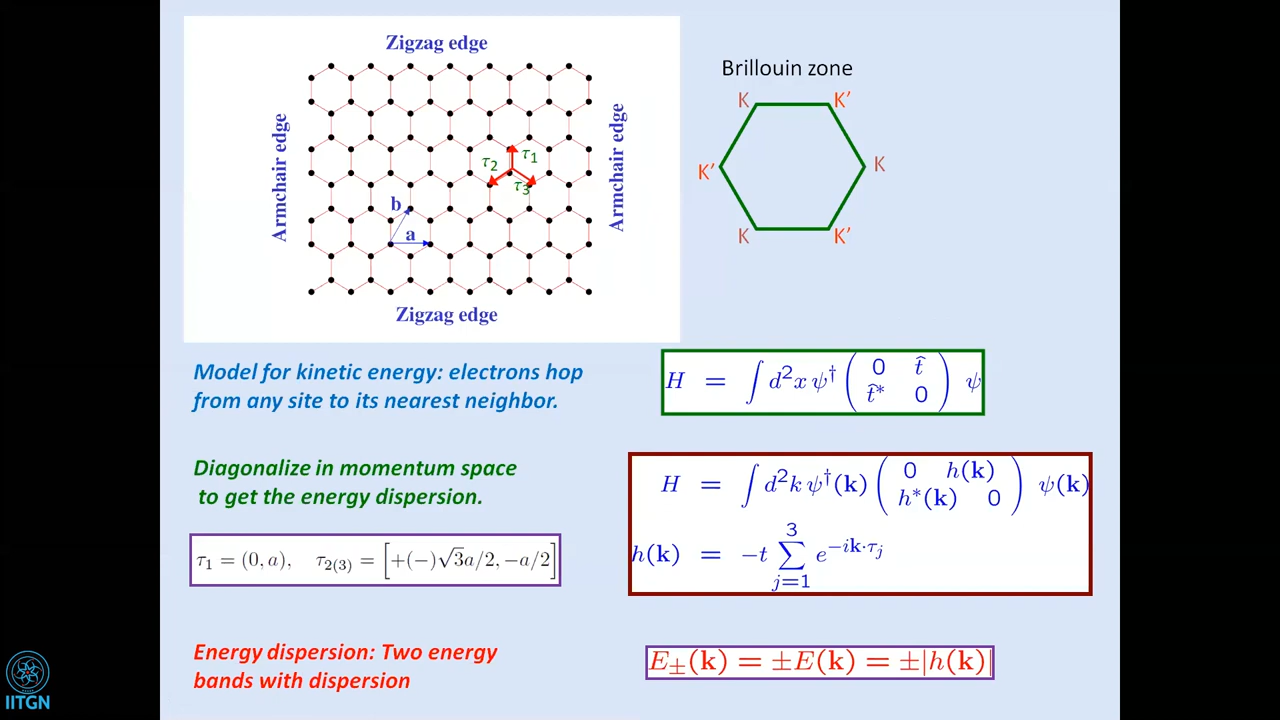 Zigzag edge
Armchair edge
Armchair edge
τ₁
τ₂
τ₃
b
a
Zigzag edge
Brillouin zone
K
K’
K’
K
K
K’
Model for kinetic energy: electrons hop
from any site to its nearest neighbor.
H = ∫ d²x ψ† ( 0 t̂ ; t̂* 0 ) ψ
Diagonalize in momentum space
to get the energy dispersion.
H = ∫ d²k ψ†(k) ( 0 h(k) ; h*(k) 0 ) ψ(k)
h(k) = −t ∑_{j=1}^{3} e^{−ik·τ_j}
τ₁ = (0, a), τ₂₍₃₎ = [+(−)√3a/2, −a/2]
Energy dispersion: Two energy
bands with dispersion
E±(k) = ±E(k) = ±|h(k)|
IITGN